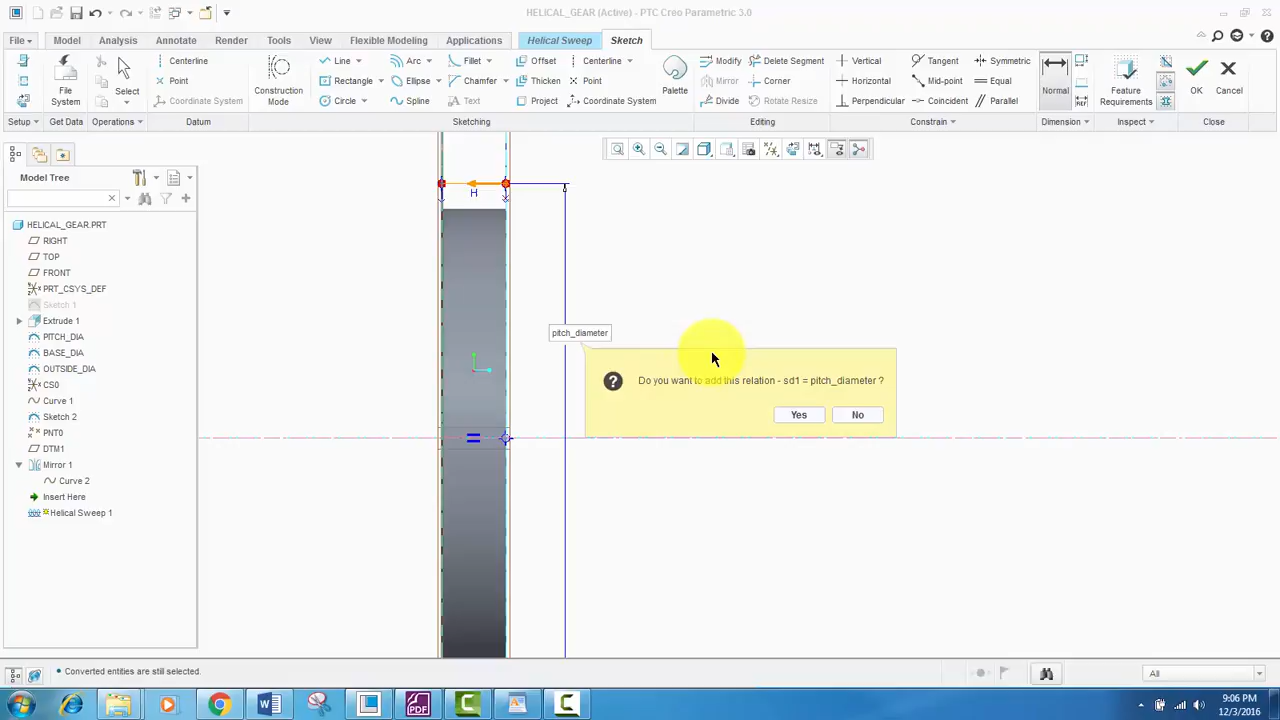 HELICAL_GEAR (Active) - PTC Creo Parametric 3.0
File Model Analysis Annotate Render Tools View Flexible Modeling Applications Helical Sweep Sketch
Centerline Line Arc Fillet Offset Centerline Modify Delete Segment Vertical Tangent Symmetric
Point Rectangle Ellipse Chamfer Thicken Point Mirror Corner Horizontal Mid-point Equal
File System Select Construction Mode Palette Normal Feature Requirements OK Cancel
Coordinate System Circle Spline Text Project Coordinate System Divide Rotate Resize Perpendicular Coincident Parallel
Setup Get Data Operations Datum Sketching Editing Constrain Dimension Inspect Close
Model Tree
HELICAL_GEAR.PRT
RIGHT
TOP
FRONT
PRT_CSYS_DEF
Sketch 1
Extrude 1
PITCH_DIA
BASE_DIA
OUTSIDE_DIA
CS0
Curve 1
Sketch 2
PNT0
DTM1
Mirror 1
Curve 2
Insert Here
Helical Sweep 1
H
pitch_diameter
Do you want to add this relation - sd1 = pitch_diameter ?
Yes No
Converted entities are still selected.
All
9:06 PM
12/3/2016